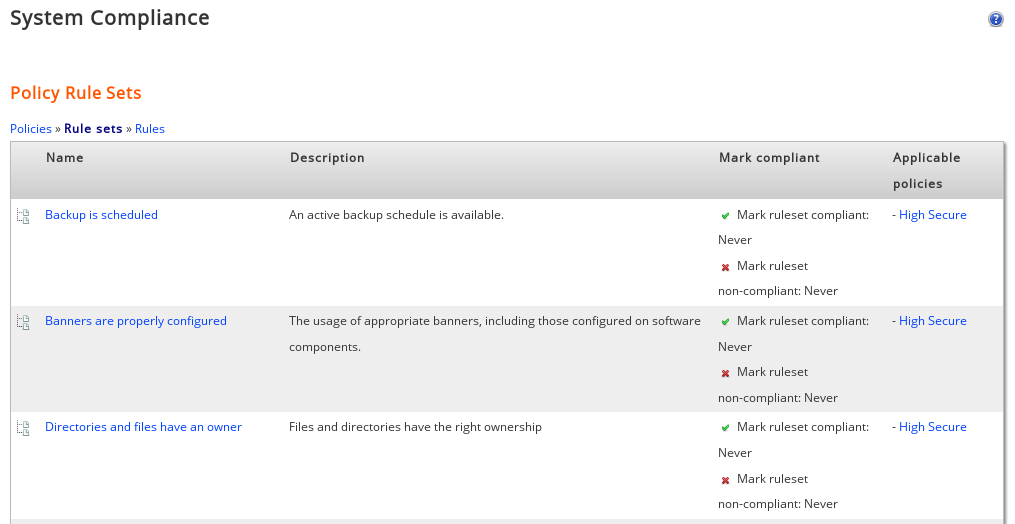 System Compliance
?
Policy Rule Sets
Policies » Rule sets » Rules
Name Description Mark compliant Applicable
policies
Backup is scheduled An active backup schedule is available. Mark ruleset compliant: - High Secure
Never
Mark ruleset
non-compliant: Never
Banners are properly configured The usage of appropriate banners, including those configured on software Mark ruleset compliant: - High Secure
components. Never
Mark ruleset
non-compliant: Never
Directories and files have an owner Files and directories have the right ownership Mark ruleset compliant: - High Secure
Never
Mark ruleset
non-compliant: Never